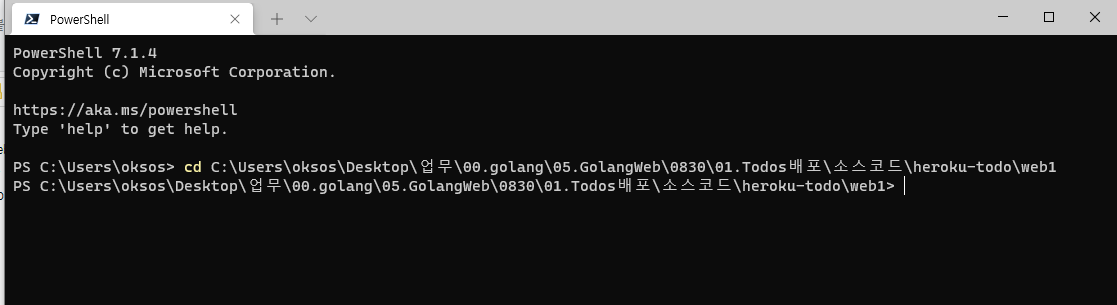 PowerShell
PowerShell 7.1.4
Copyright (c) Microsoft Corporation.
https://aka.ms/powershell
Type 'help' to get help.
PS C:\Users\oksos> cd C:\Users\oksos\Desktop\업무\00.golang\05.GolangWeb\0830\01.Todos배포\소스코드\heroku-todo\web1
PS C:\Users\oksos\Desktop\업무\00.golang\05.GolangWeb\0830\01.Todos배포\소스코드\heroku-todo\web1>